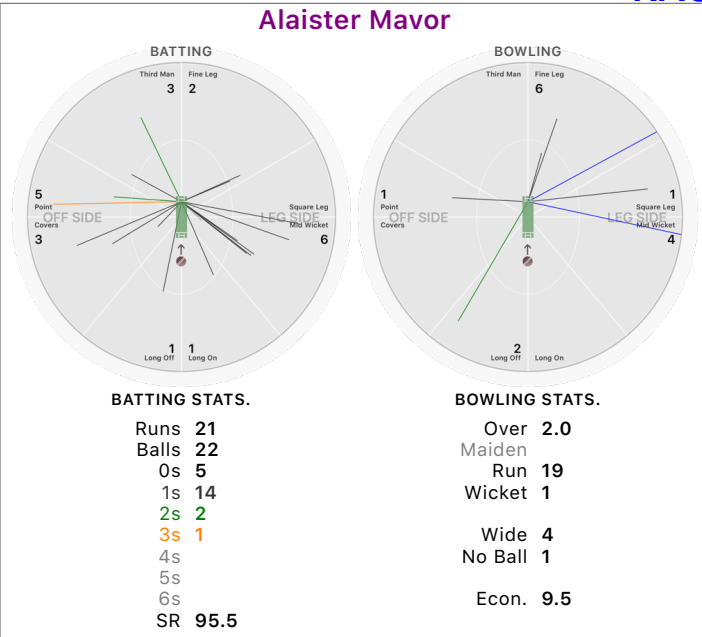 Alaister Mavor
BATTING
BOWLING
Third Man
Fine Leg
3
2
5
Point
OFF SIDE
Covers
3
Square Leg
LEG SIDE
Mid Wicket
6
1
1
Long Off
Long On
Third Man
Fine Leg
6
1
Point
OFF SIDE
Covers
1
Square Leg
LEG SIDE
Mid Wicket
4
2
Long Off
Long On
BATTING STATS.
Runs 21
Balls 22
0s 5
1s 14
2s 2
3s 1
4s
5s
6s
SR 95.5
BOWLING STATS.
Over 2.0
Maiden
Run 19
Wicket 1
Wide 4
No Ball 1
Econ. 9.5